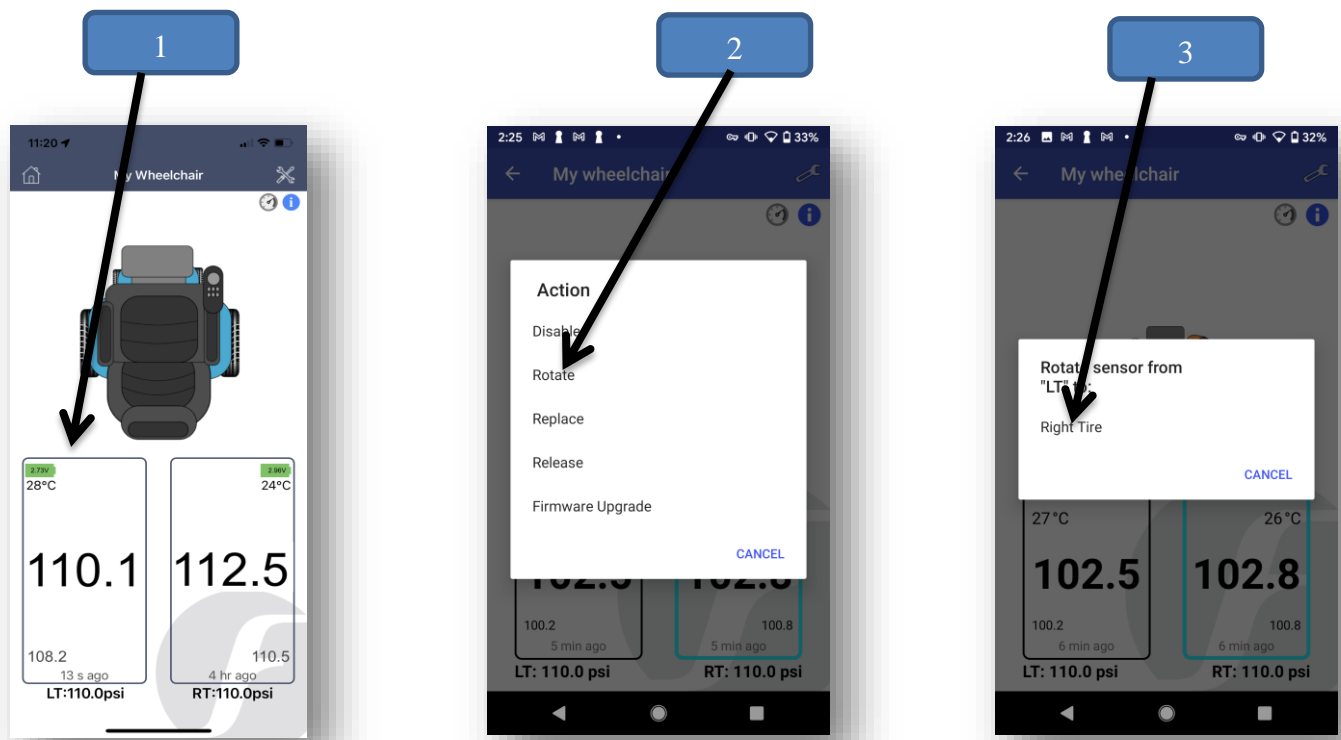 1
2
3
11:20
My Wheelchair
2.73V
2.96V
28°C
24°C
110.1
112.5
108.2
110.5
13 s ago
4 hr ago
LT:110.0psi
RT:110.0psi
2:25
33%
My wheelchair
Action
Disable
Rotate
Replace
Release
Firmware Upgrade
CANCEL
100.2
100.8
5 min ago
5 min ago
LT: 110.0 psi
RT: 110.0 psi
2:26
32%
My wheelchair
Rotate sensor from
"LT" to:
Right Tire
CANCEL
27°C
26°C
102.5
102.8
100.2
100.8
6 min ago
6 min ago
LT: 110.0 psi
RT: 110.0 psi